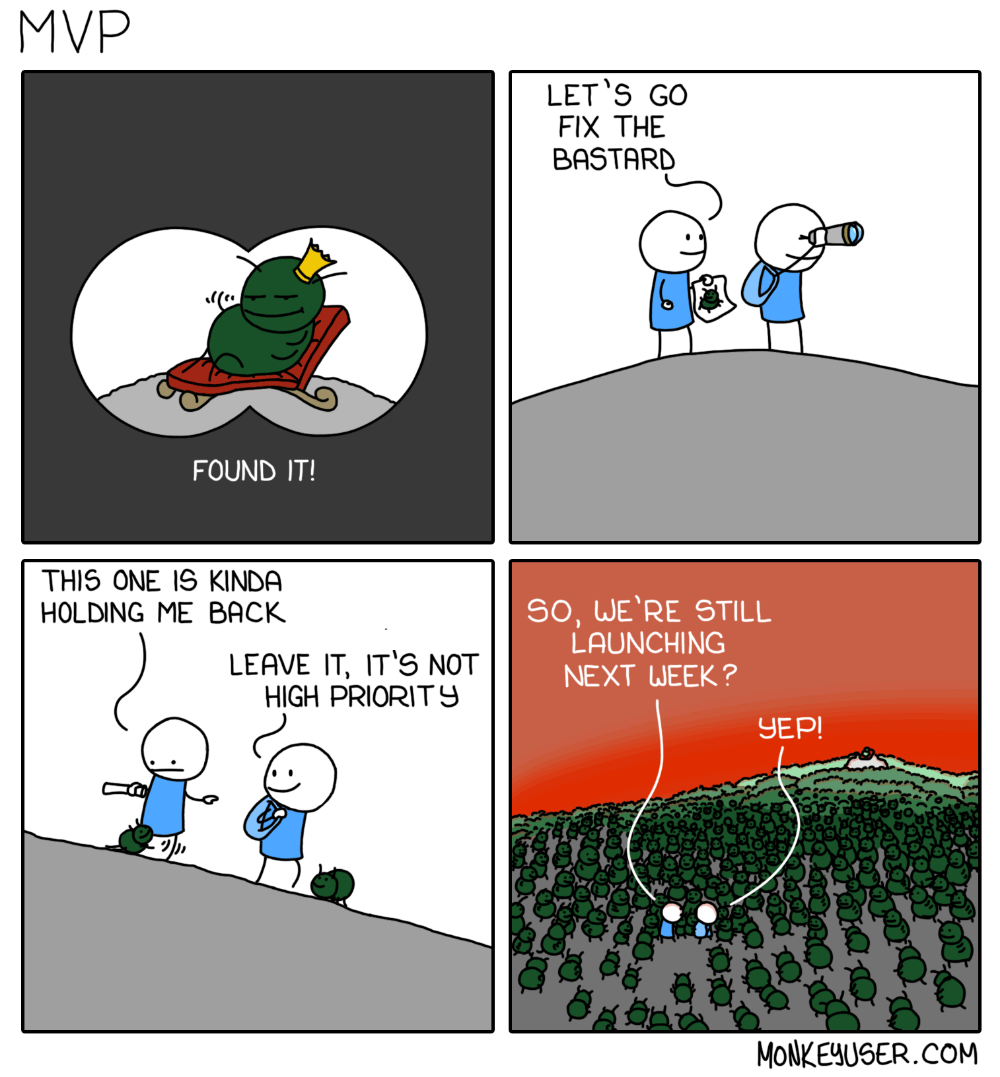 MVP
FOUND IT!
LET'S GO
FIX THE
BASTARD
THIS ONE IS KINDA
HOLDING ME BACK
LEAVE IT, IT'S NOT
HIGH PRIORITY
SO, WE'RE STILL
LAUNCHING
NEXT WEEK?
YEP!
MONKEYUSER.COM